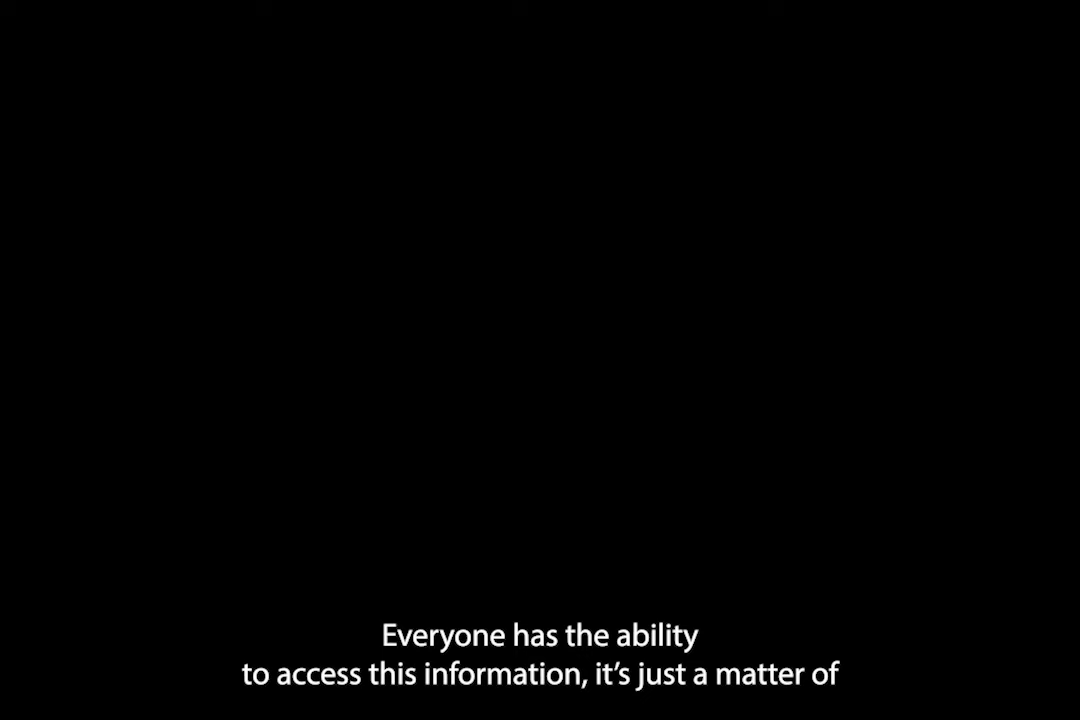 Everyone has the ability
to access this information, it’s just a matter of